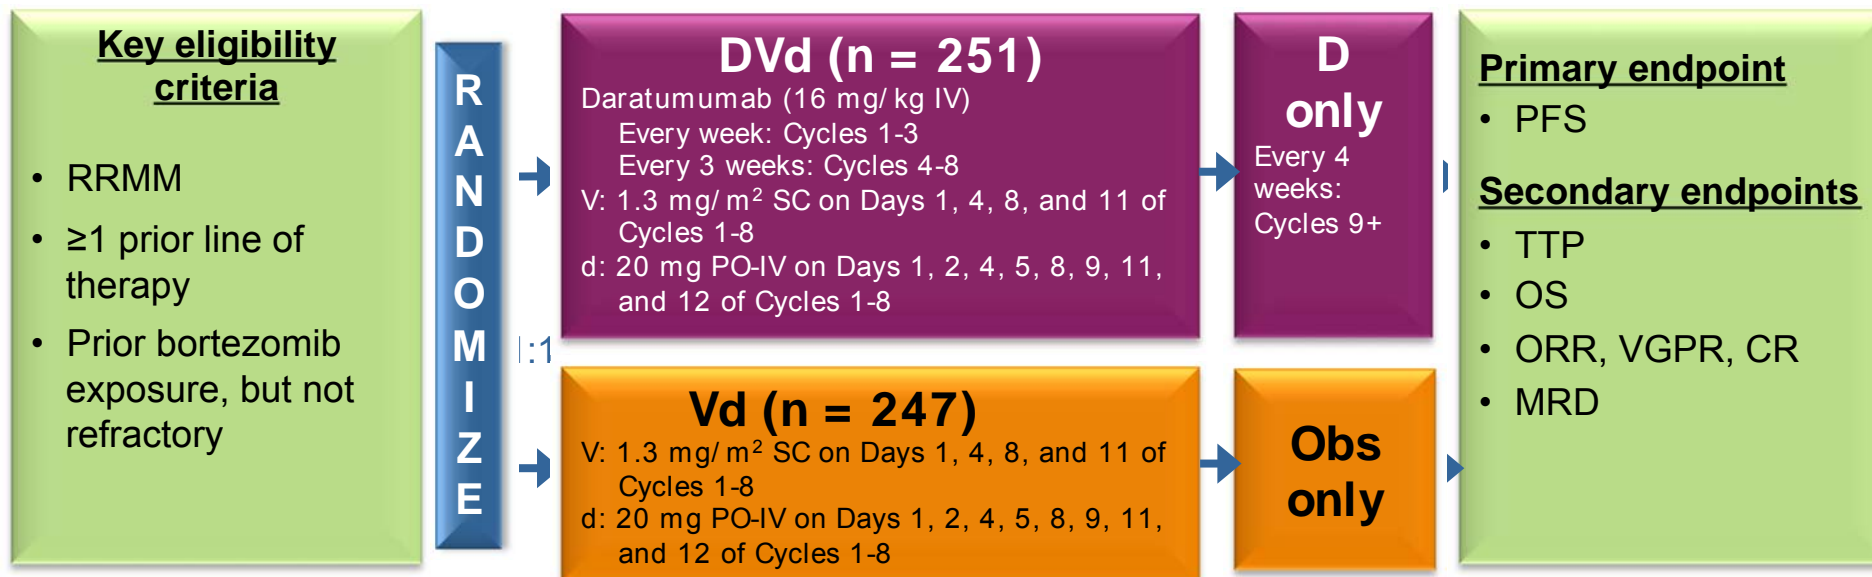 Key eligibility
criteria
• RRMM
• ≥1 prior line of
therapy
• Prior bortezomib
exposure, but not
refractory
R
A
N
D
O
M
I
Z
E
:1
DVd (n = 251)
Daratumumab (16 mg/kg IV)
Every week: Cycles 1-3
Every 3 weeks: Cycles 4-8
V: 1.3 mg/m² SC on Days 1, 4, 8, and 11 of
Cycles 1-8
d: 20 mg PO-IV on Days 1, 2, 4, 5, 8, 9, 11,
and 12 of Cycles 1-8
D
only
Every 4
weeks:
Cycles 9+
Vd (n = 247)
V: 1.3 mg/m² SC on Days 1, 4, 8, and 11 of
Cycles 1-8
d: 20 mg PO-IV on Days 1, 2, 4, 5, 8, 9, 11,
and 12 of Cycles 1-8
Obs
only
Primary endpoint
• PFS
Secondary endpoints
• TTP
• OS
• ORR, VGPR, CR
• MRD